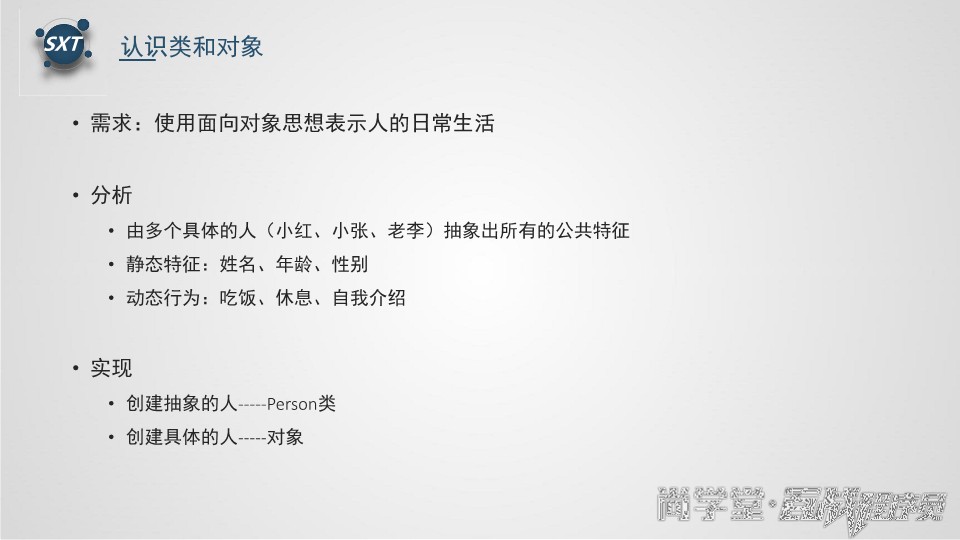 SXT
认识类和对象
• 需求：使用面向对象思想表示人的日常生活
• 分析
• 由多个具体的人（小红、小张、老李）抽象出所有的公共特征
• 静态特征：姓名、年龄、性别
• 动态行为：吃饭、休息、自我介绍
• 实现
• 创建抽象的人-----Person类
• 创建具体的人-----对象
尚学堂·百战程序员